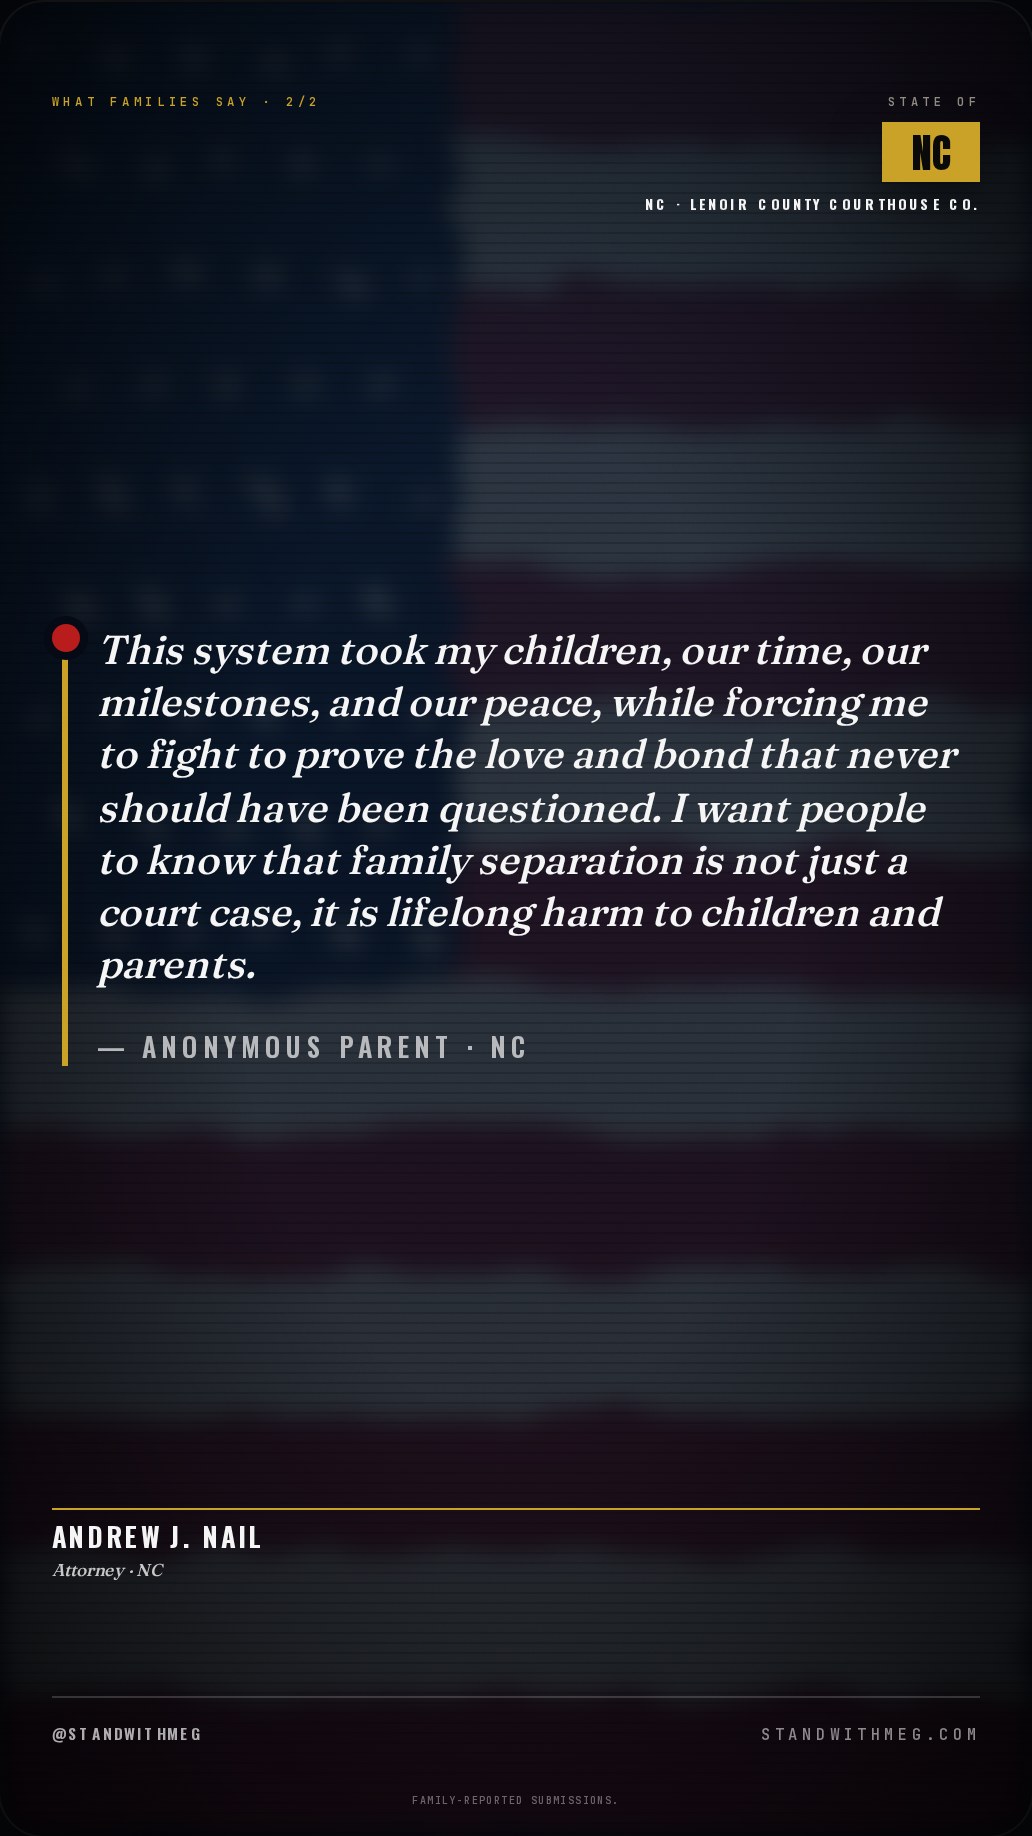 WHAT FAMILIES SAY · 2/2
STATE OF
NC
NC · LENOIR COUNTY COURTHOUSE CO.
This system took my children, our time, our
milestones, and our peace, while forcing me
to fight to prove the love and bond that never
should have been questioned. I want people
to know that family separation is not just a
court case, it is lifelong harm to children and
parents.
— ANONYMOUS PARENT · NC
ANDREW J. NAIL
Attorney · NC
@STANDWITHMEG
STANDWITHMEG.COM
FAMILY-REPORTED SUBMISSIONS.